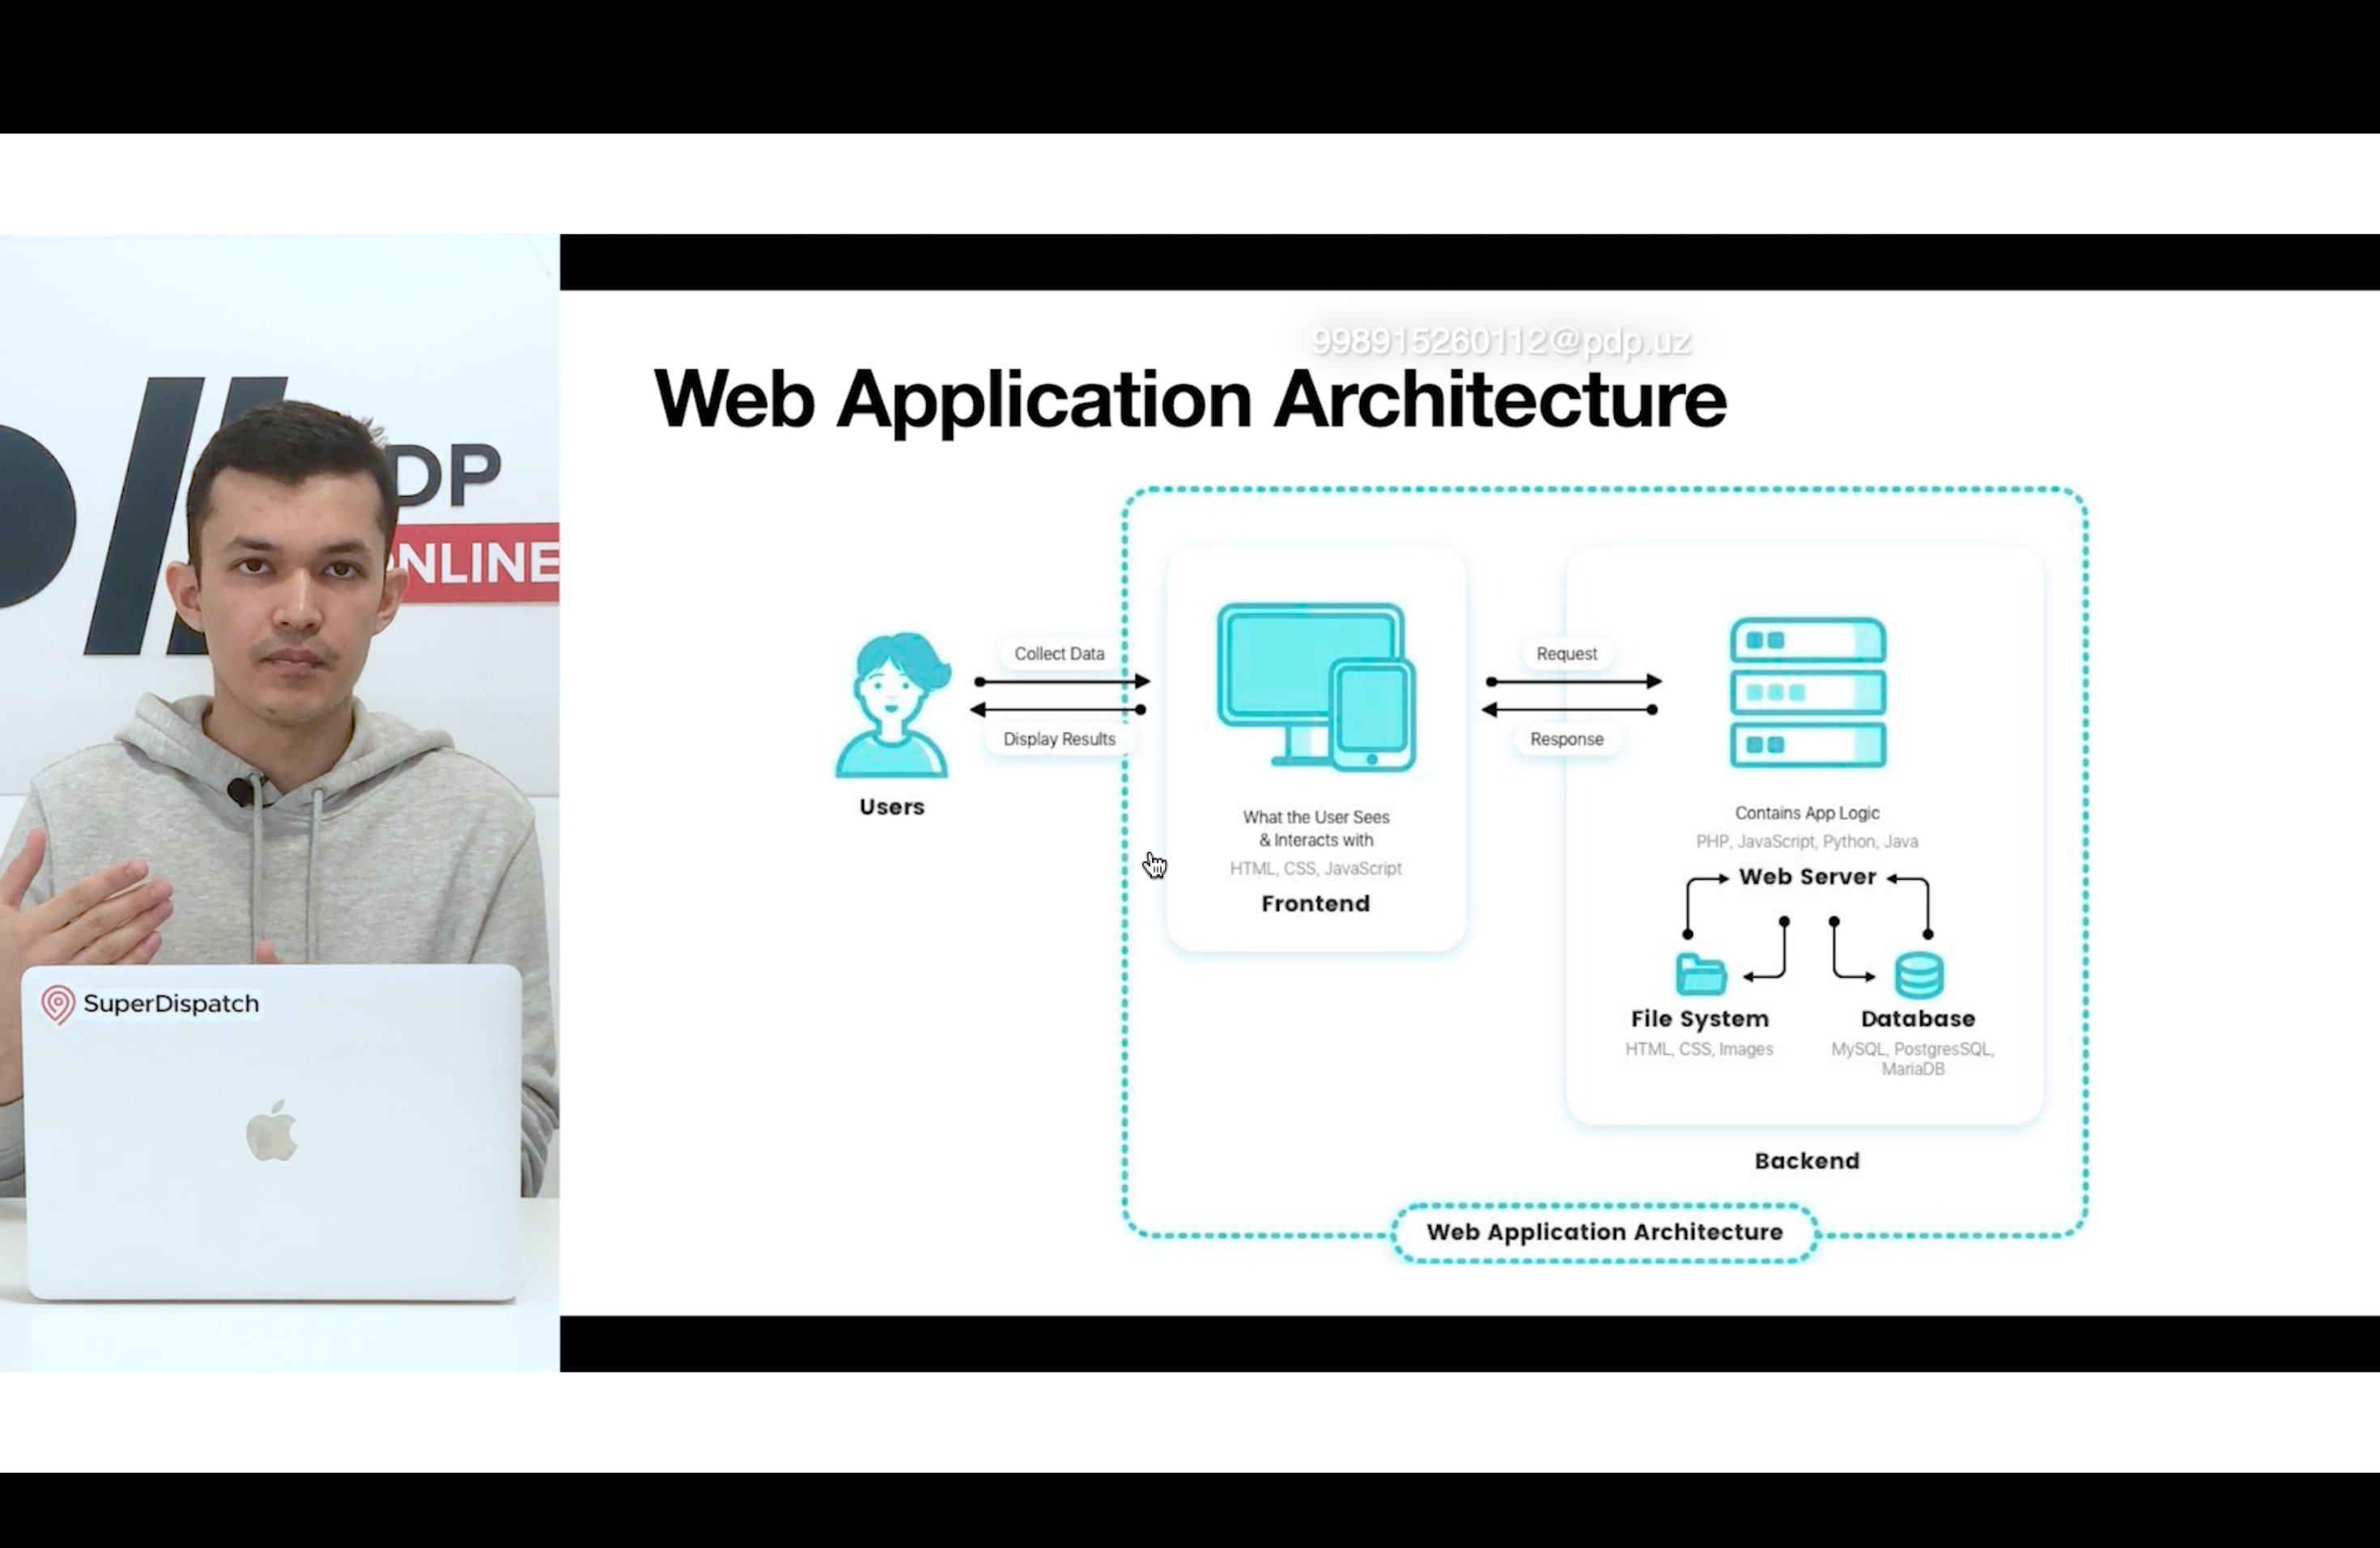 DP
ONLINE
SuperDispatch
998915260112@pdp.uz
Web Application Architecture
Collect Data
Display Results
Users
What the User Sees
& Interacts with
HTML, CSS, JavaScript
Frontend
Request
Response
Contains App Logic
PHP, JavaScript, Python, Java
Web Server
File System
HTML, CSS, Images
Database
MySQL, PostgresSQL,
MariaDB
Backend
Web Application Architecture